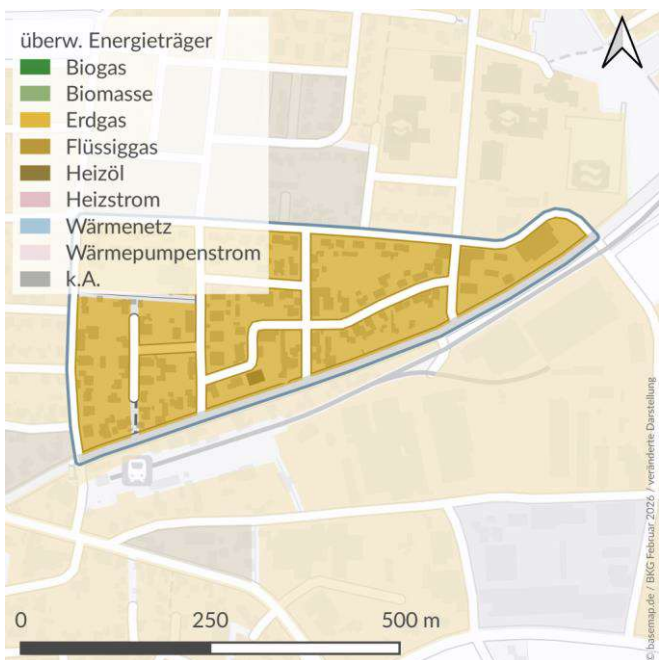 überw. Energieträger
Biogas
Biomasse
Erdgas
Flüssiggas
Heizöl
Heizstrom
Wärmenetz
Wärmepumpenstrom
k.A.
0 250 500 m
© basemap.de / BKG Februar 2026 / veränderte Darstellung